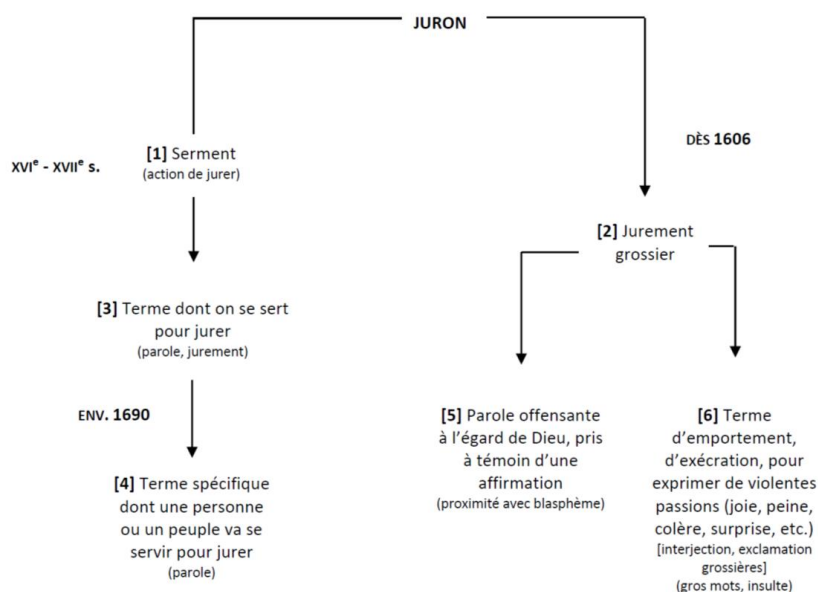 JURON
XVIe - XVIIe s.
[1] Serment
(action de jurer)
DÈS 1606
[2] Jurement
grossier
[3] Terme dont on se sert
pour jurer
(parole, jurement)
ENV. 1690
[4] Terme spécifique
dont une personne
ou un peuple va se
servir pour jurer
(parole)
[5] Parole offensante
à l’égard de Dieu, pris
à témoin d’une
affirmation
(proximité avec blasphème)
[6] Terme
d’emportement,
d’exécration, pour
exprimer de violentes
passions (joie, peine,
colère, surprise, etc.)
[interjection, exclamation
grossières]
(gros mots, insulte)